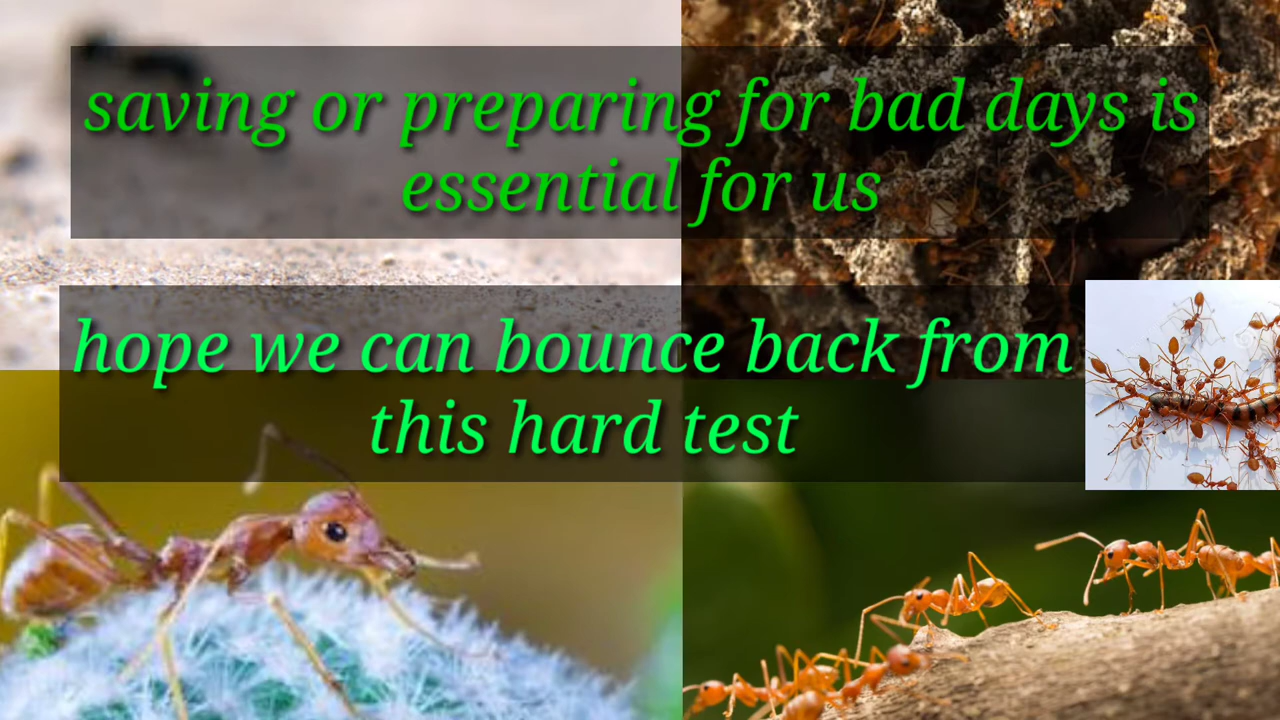 saving or preparing for bad days is
essential for us
hope we can bounce back from
this hard test